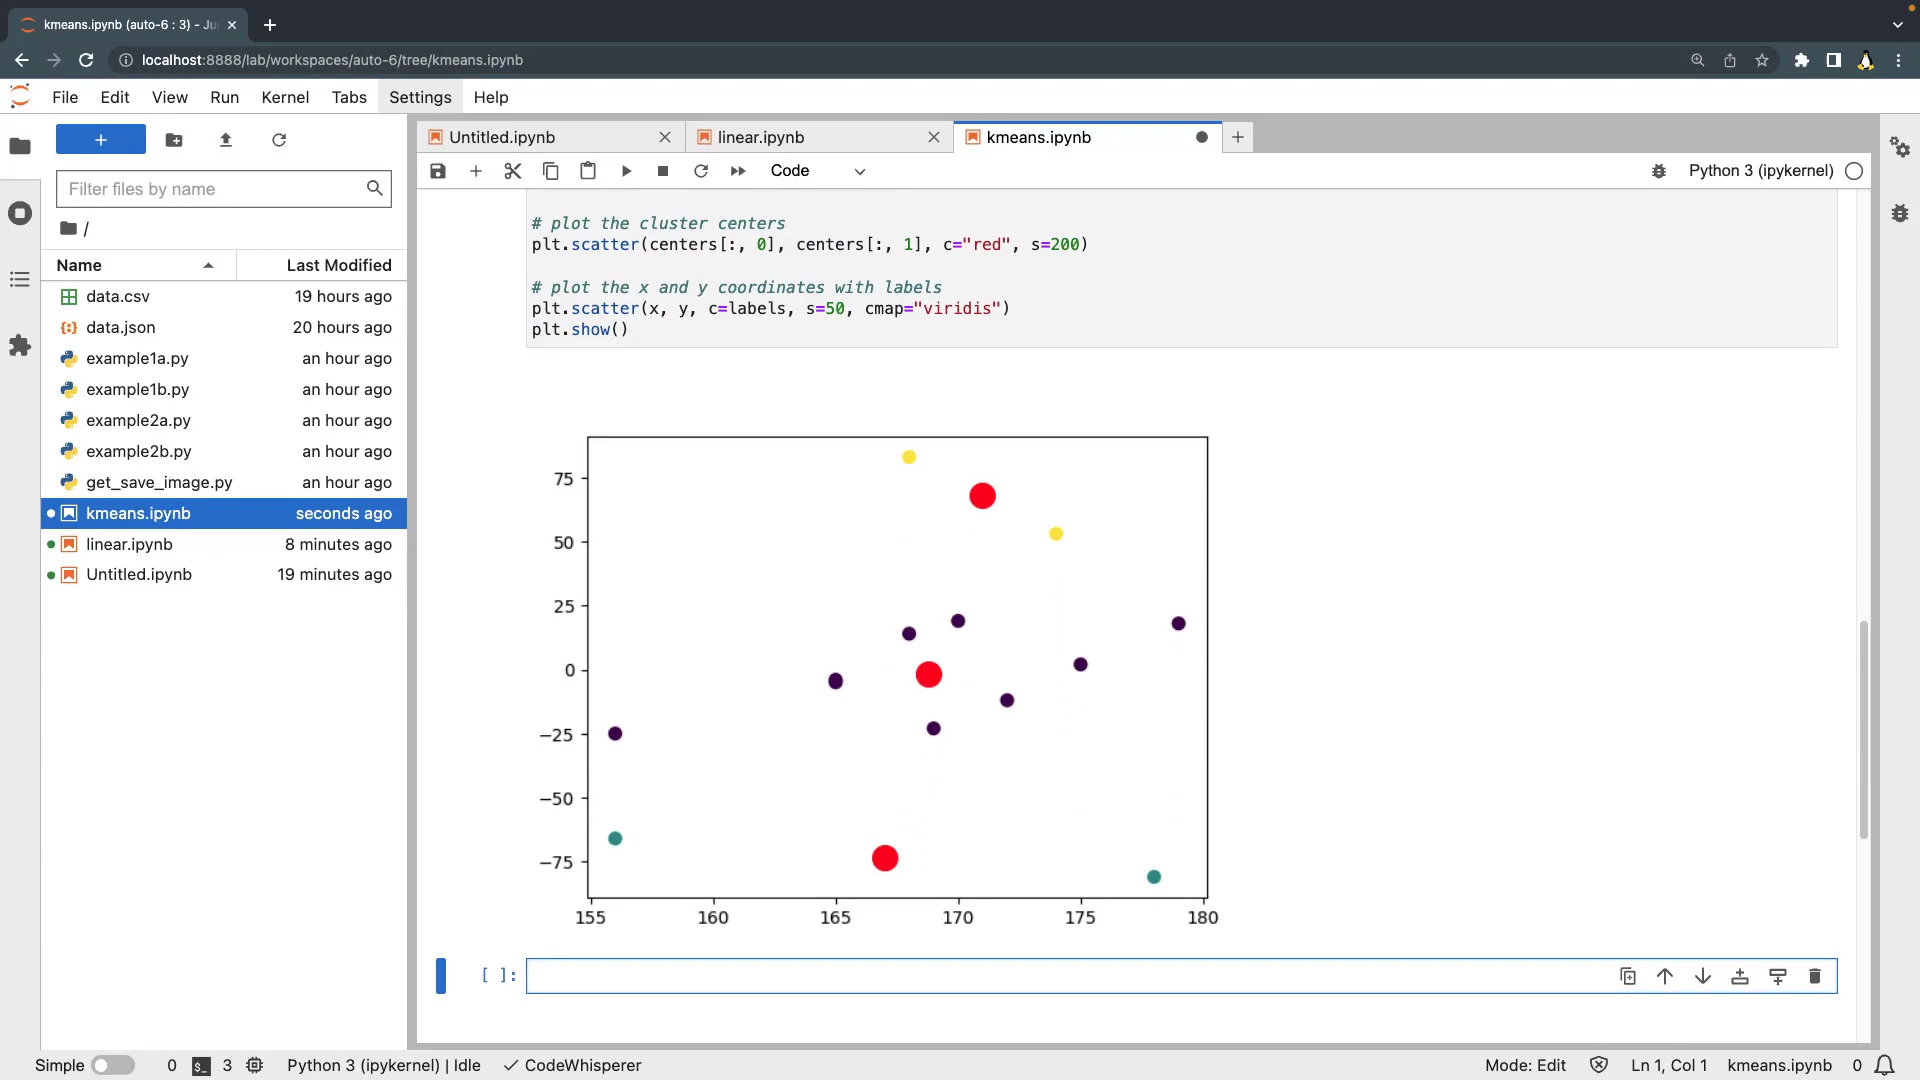 kmeans.ipynb (auto-6 : 3) - Ju
localhost:8888/lab/workspaces/auto-6/tree/kmeans.ipynb
File Edit View Run Kernel Tabs Settings Help
Untitled.ipynb linear.ipynb kmeans.ipynb
Code Python 3 (ipykernel)
Filter files by name
/
Name Last Modified
data.csv 19 hours ago
data.json 20 hours ago
example1a.py an hour ago
example1b.py an hour ago
example2a.py an hour ago
example2b.py an hour ago
get_save_image.py an hour ago
kmeans.ipynb seconds ago
linear.ipynb 8 minutes ago
Untitled.ipynb 19 minutes ago
# plot the cluster centers
plt.scatter(centers[:, 0], centers[:, 1], c="red", s=200)
# plot the x and y coordinates with labels
plt.scatter(x, y, c=labels, s=50, cmap="viridis")
plt.show()
75
50
25
0
−25
−50
−75
155 160 165 170 175 180
[ ]:
Simple 0 $_ 3 Python 3 (ipykernel) | Idle CodeWhisperer Mode: Edit Ln 1, Col 1 kmeans.ipynb 0